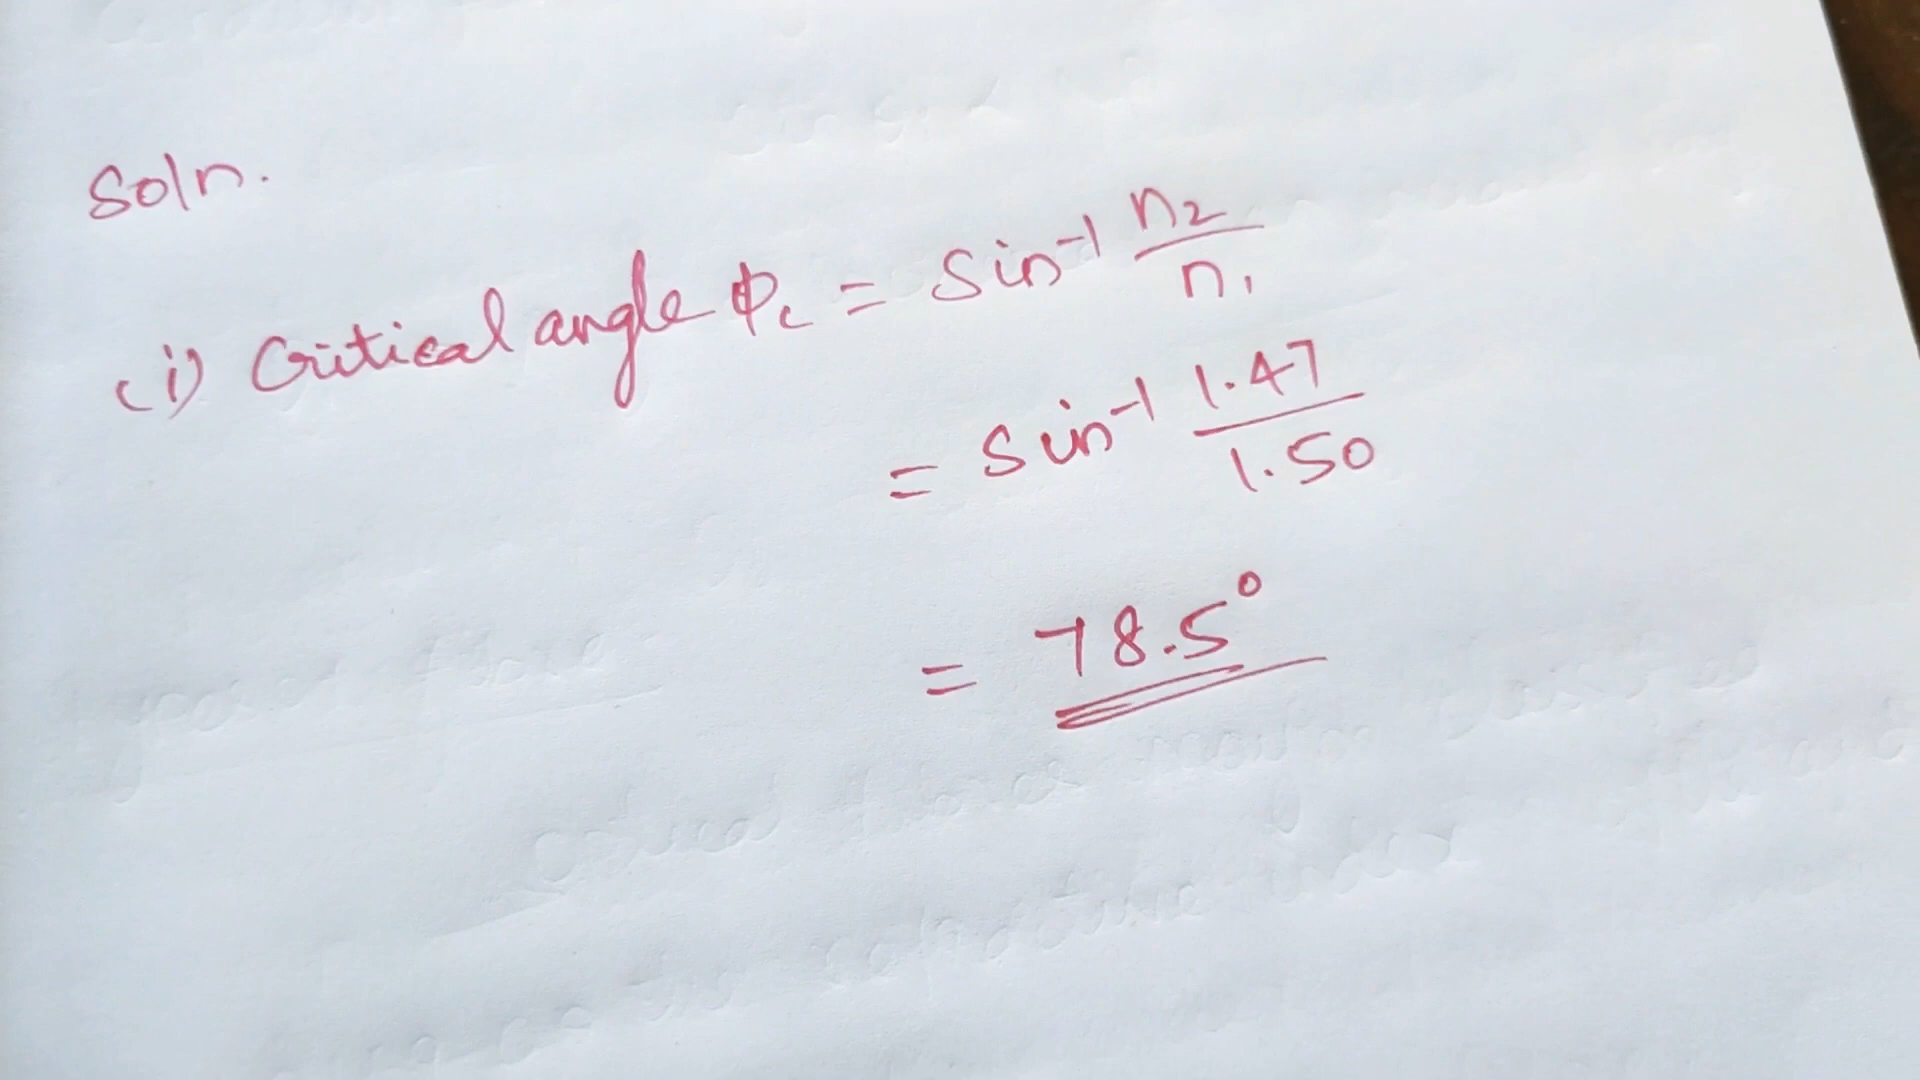 Soln.
(i) Critical angle Φc = Sin⁻¹ n₂/n₁
= Sin⁻¹ 1.47/1.50
= 78.5°